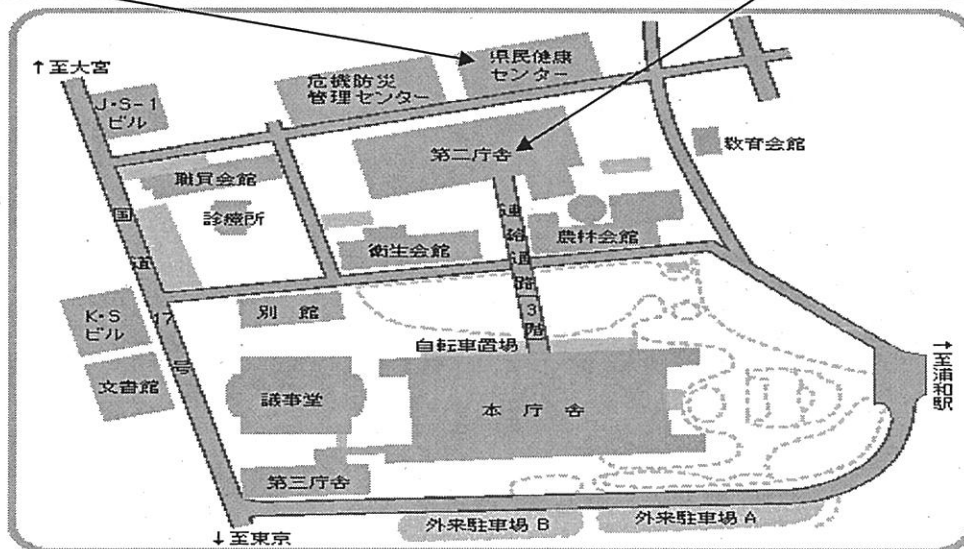 ↑至大宮
J・S-1
ビル
危機防災
管理センター
県民健康
センター
第二庁舎
教育会館
職員会館
診療所
衛生会館
農林会館
連絡通路3階
国道17号
K・S
ビル
文書館
別館
自転車置場
議事堂
本庁舎
↑至浦和駅
第三庁舎
外来駐車場 B
外来駐車場 A
↓至東京